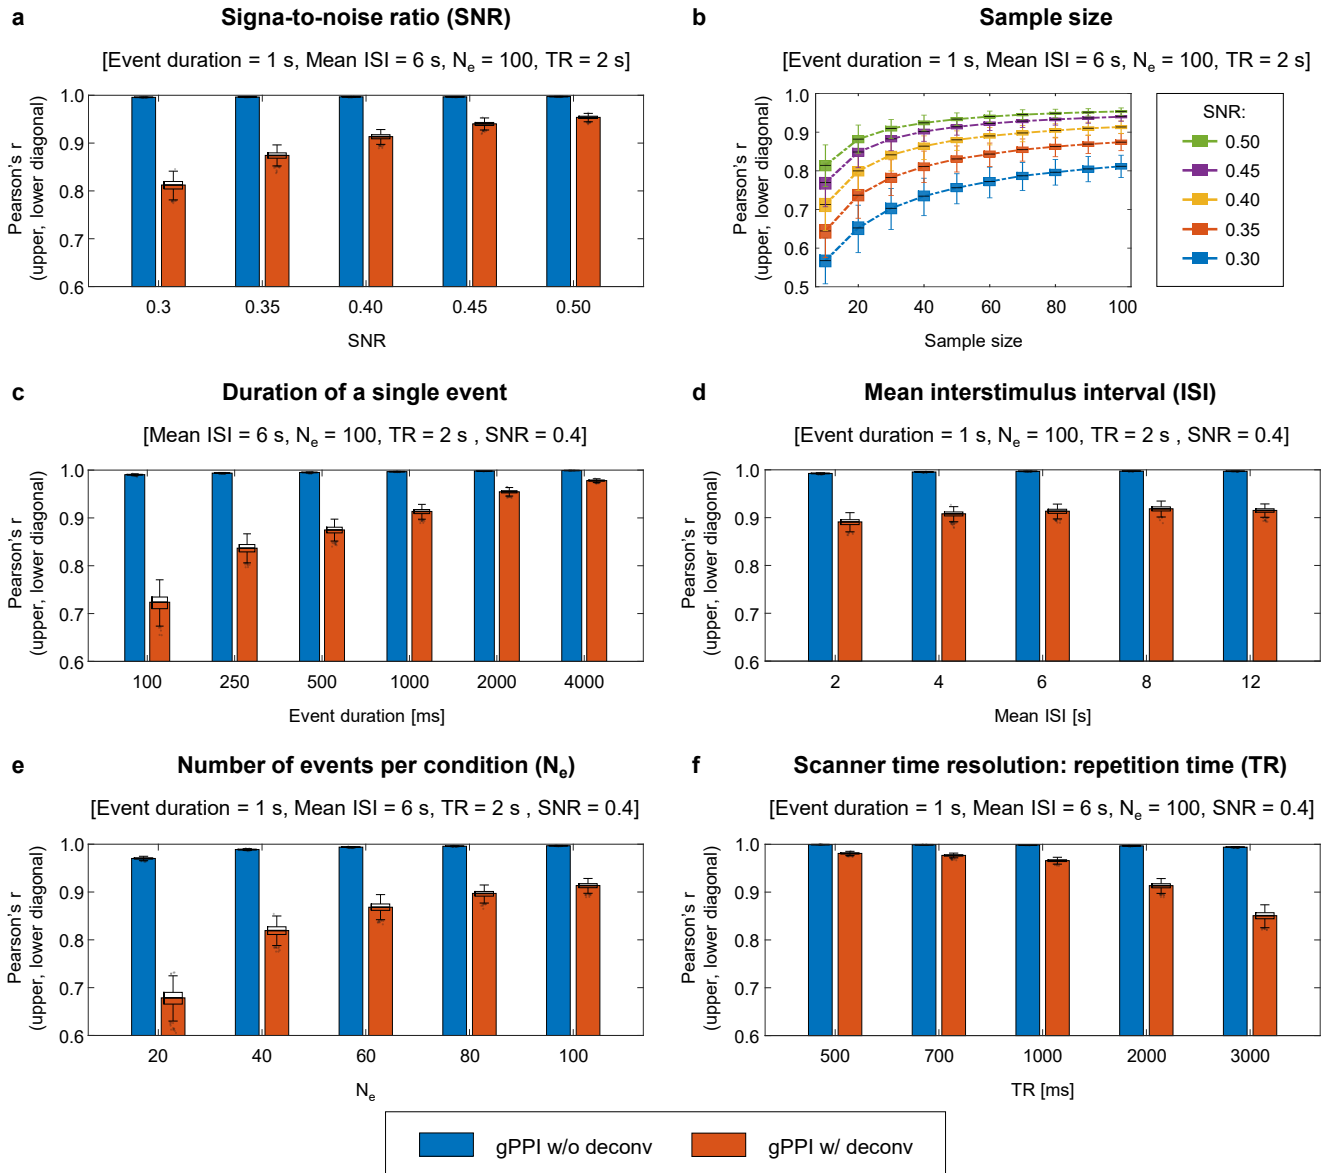 a Signa-to-noise ratio (SNR)
[Event duration = 1 s, Mean ISI = 6 s, Ne = 100, TR = 2 s]
Pearson's r
(upper, lower diagonal)
1.0
0.9
0.8
0.7
0.6
0.3 0.35 0.40 0.45 0.50
SNR
b Sample size
[Event duration = 1 s, Mean ISI = 6 s, Ne = 100, TR = 2 s]
Pearson's r
(upper, lower diagonal)
1.0
0.9
0.8
0.7
0.6
0.5
20 40 60 80 100
Sample size
SNR:
0.50
0.45
0.40
0.35
0.30
c Duration of a single event
[Mean ISI = 6 s, Ne = 100, TR = 2 s , SNR = 0.4]
Pearson's r
(upper, lower diagonal)
1.0
0.9
0.8
0.7
0.6
100 250 500 1000 2000 4000
Event duration [ms]
d Mean interstimulus interval (ISI)
[Event duration = 1 s, Ne = 100, TR = 2 s , SNR = 0.4]
Pearson's r
(upper, lower diagonal)
1.0
0.9
0.8
0.7
0.6
2 4 6 8 12
Mean ISI [s]
e Number of events per condition (Ne)
[Event duration = 1 s, Mean ISI = 6 s, TR = 2 s , SNR = 0.4]
Pearson's r
(upper, lower diagonal)
1.0
0.9
0.8
0.7
0.6
20 40 60 80 100
Ne
f Scanner time resolution: repetition time (TR)
[Event duration = 1 s, Mean ISI = 6 s, Ne = 100, SNR = 0.4]
Pearson's r
(upper, lower diagonal)
1.0
0.9
0.8
0.7
0.6
500 700 1000 2000 3000
TR [ms]
gPPI w/o deconv gPPI w/ deconv